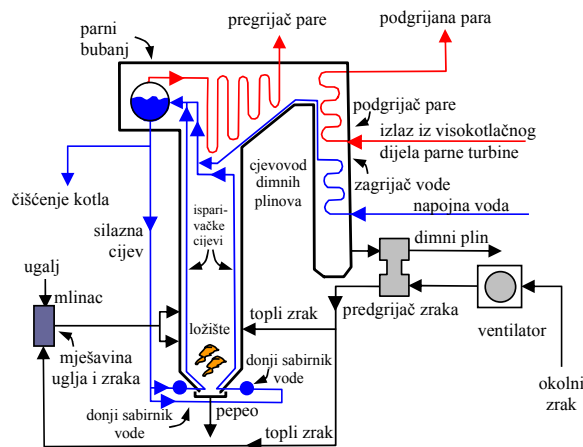 parni
bubanj
pregrijač pare
podgrijana para
podgrijač pare
izlaz iz visokotlačnog
dijela parne turbine
cjevovod
dimnih
plinova
zagrijač vode
napojna voda
čišćenje kotla
silazna
cijev
ispari-
vačke
cijevi
dimni plin
ugalj
mlinac
predgrijač zraka
ventilator
topli zrak
ložište
mješavina
uglja i zraka
donji sabirnik
vode
okolni
zrak
donji sabirnik
vode
pepeo
topli zrak